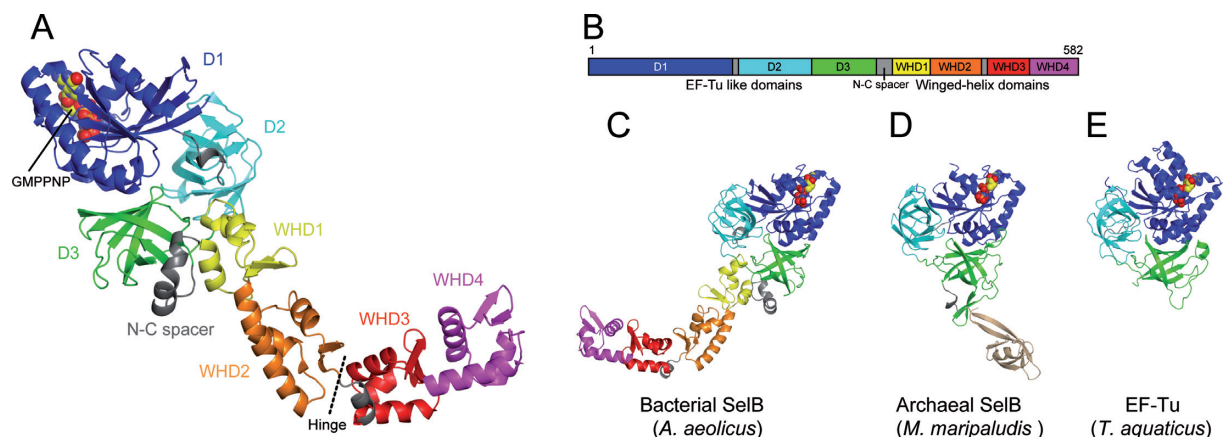 A
D1
D2
GMPPNP
D3
WHD1
N-C spacer
WHD2
WHD3
WHD4
Hinge
B
1 582
D1 D2 D3 WHD1 WHD2 WHD3 WHD4
EF-Tu like domains N-C spacer Winged-helix domains
C
D
E
Bacterial SelB
(A. aeolicus)
Archaeal SelB
(M. maripaludis )
EF-Tu
(T. aquaticus)